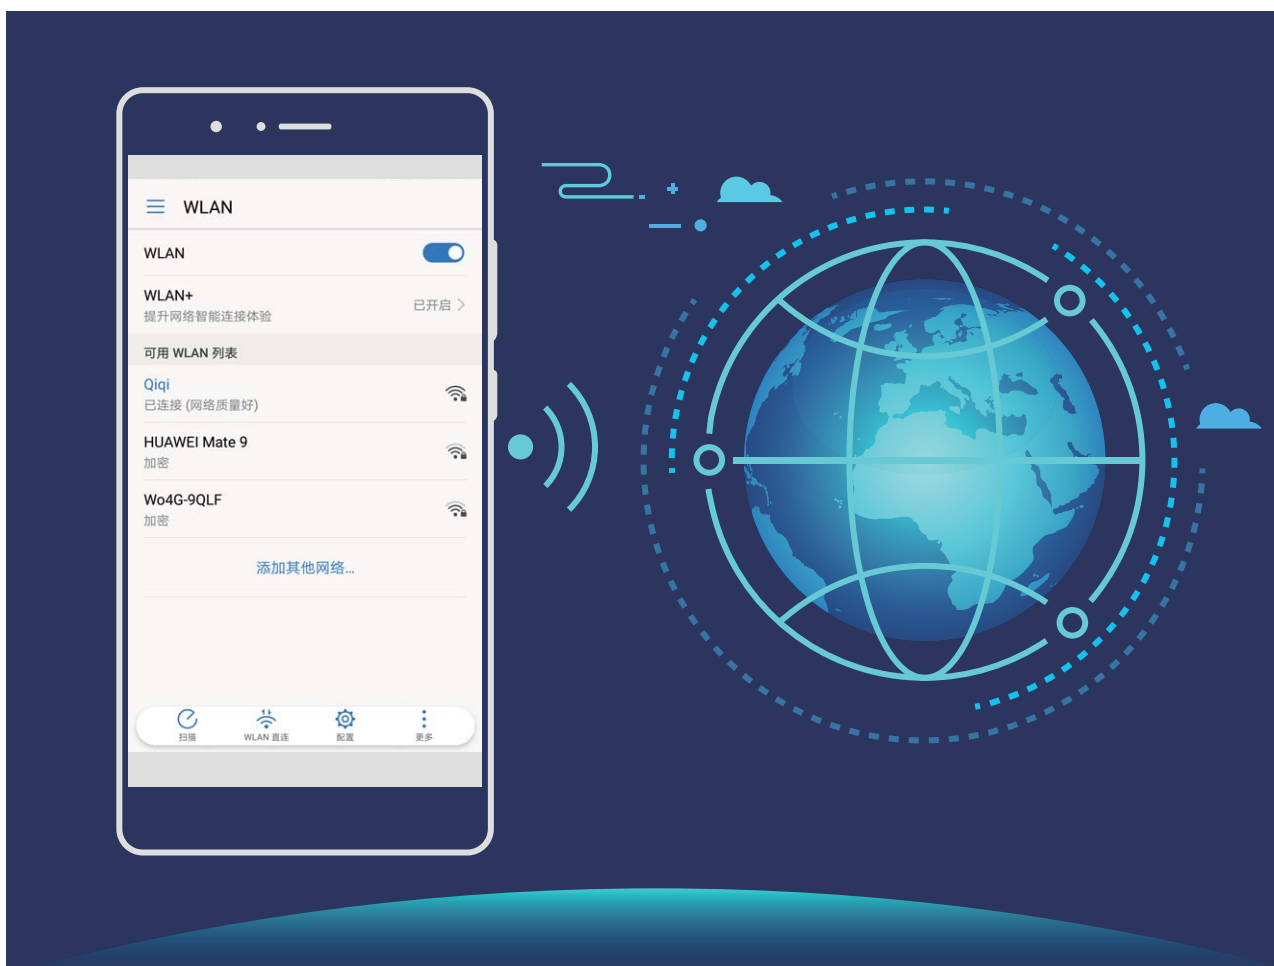 WLAN
WLAN
WLAN+
提升网络智能连接体验
已开启
可用 WLAN 列表
Qiqi
已连接 (网络质量好)
HUAWEI Mate 9
加密
Wo4G-9QLF
加密
添加其他网络...
扫描
WLAN 直连
配置
更多